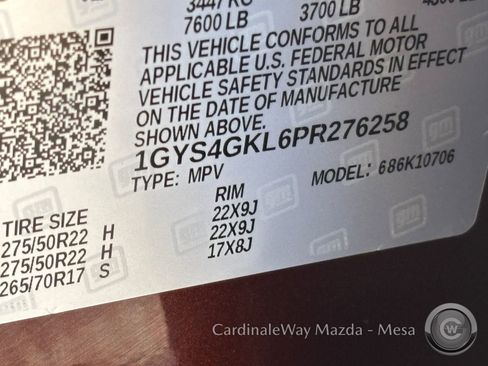 3447 KG
7600 LB 3700 LB
THIS VEHICLE CONFORMS TO ALL
APPLICABLE U.S. FEDERAL MOTOR
VEHICLE SAFETY STANDARDS IN EFFECT
ON THE DATE OF MANUFACTURE
SHOWN ABOVE.
1GYS4GKL6PR276258
TYPE: MPV MODEL: 686K10706
TIRE SIZE RIM
275/50R22 H 22X9J
275/50R22 H 22X9J
265/70R17 S 17X8J
CardinaleWay Mazda - Mesa
CW